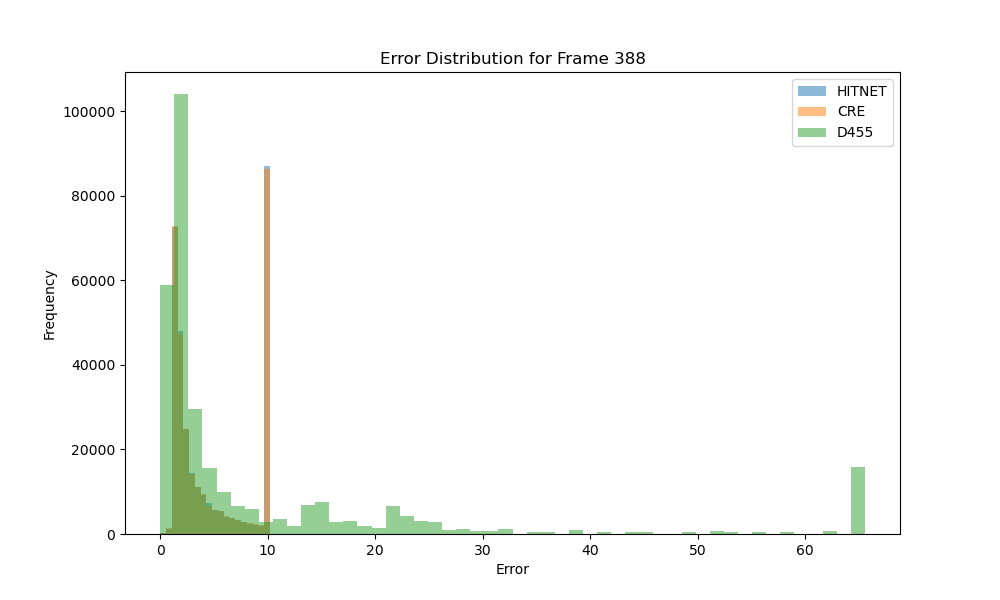 Error Distribution for Frame 388
HITNET
CRE
D455
100000
80000
60000
40000
20000
0
Frequency
0 10 20 30 40 50 60
Error